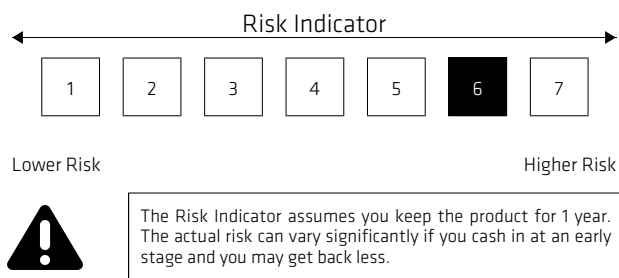 Risk Indicator
1 2 3 4 5 6 7
Lower Risk Higher Risk
The Risk Indicator assumes you keep the product for 1 year.
The actual risk can vary significantly if you cash in at an early
stage and you may get back less.